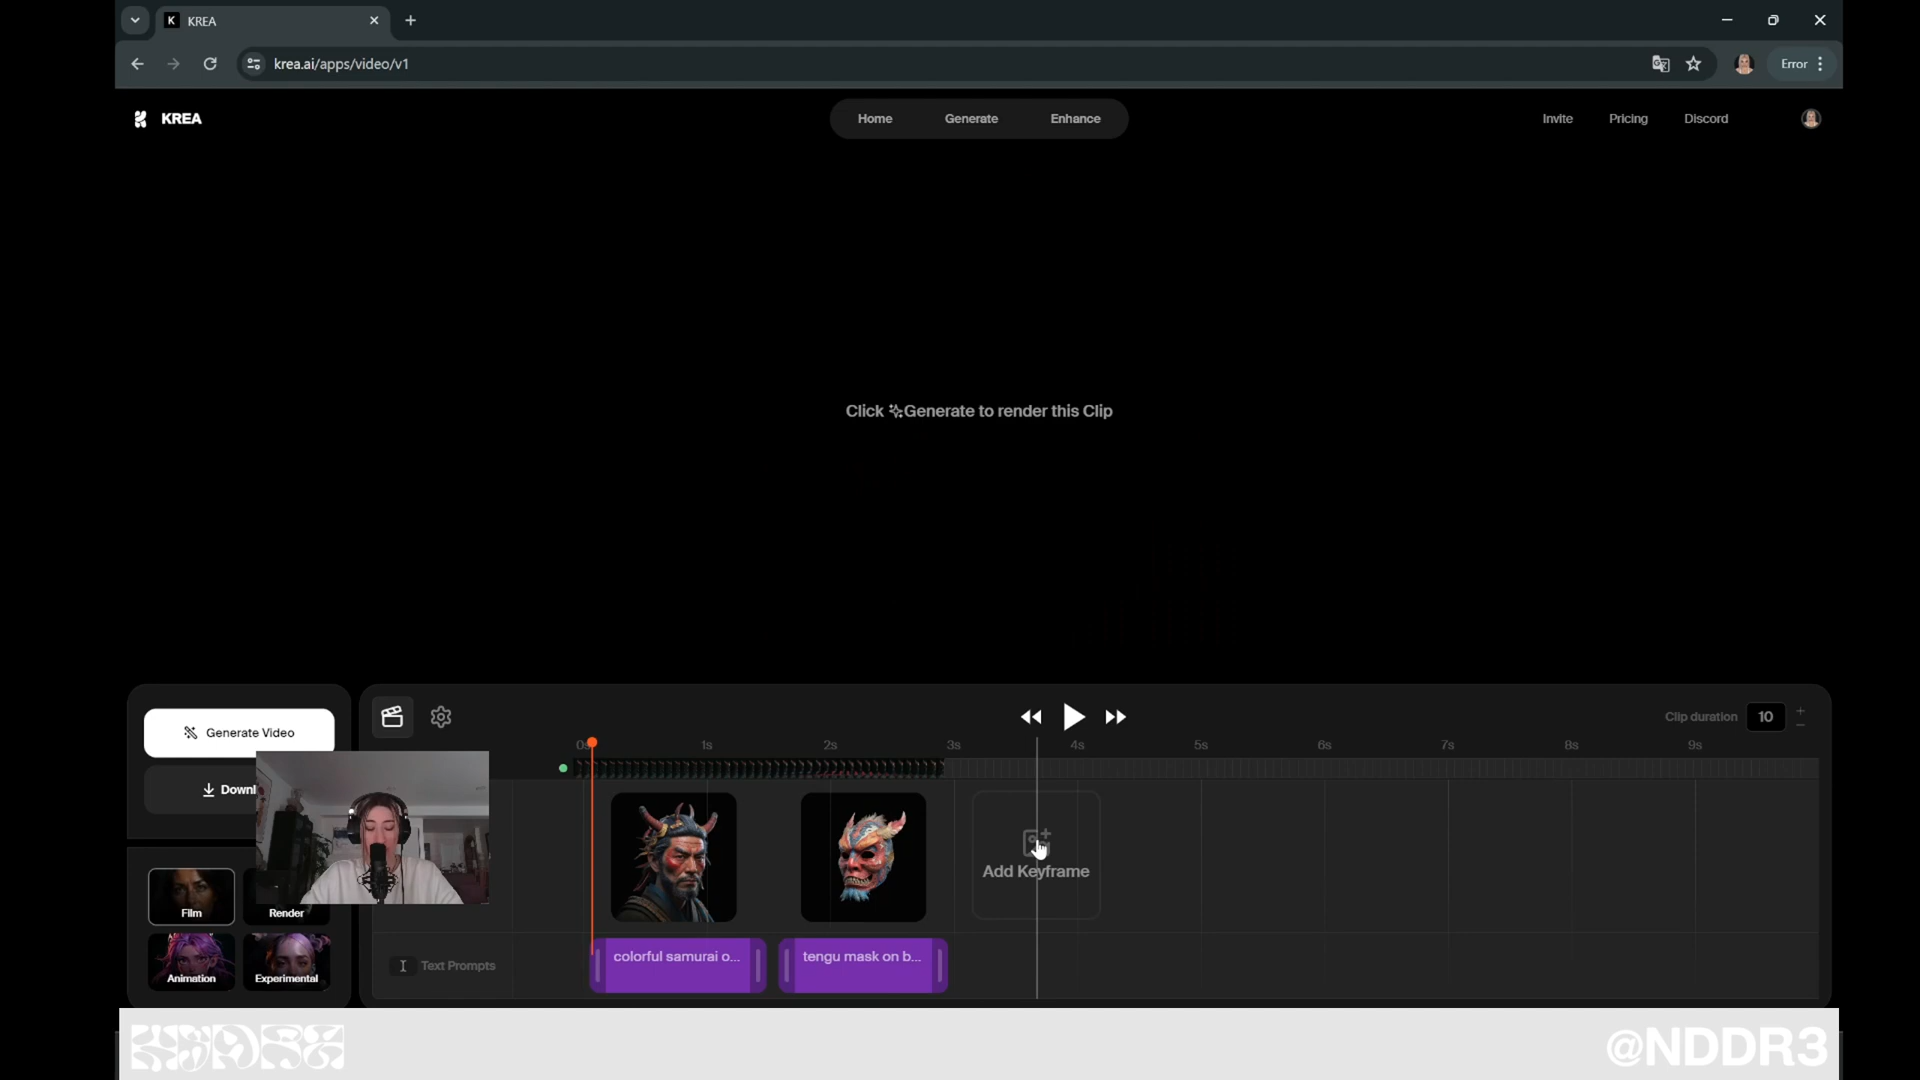 KREA
krea.ai/apps/video/v1
Error
KREA
Home
Generate
Enhance
Invite
Pricing
Discord
Click Generate to render this Clip
Generate Video
Downl
Clip duration
10
0s
1s
2s
3s
4s
5s
6s
7s
8s
9s
Add Keyframe
Film
Render
Animation
Experimental
Text Prompts
colorful samurai o...
tengu mask on b...
@NDDR3